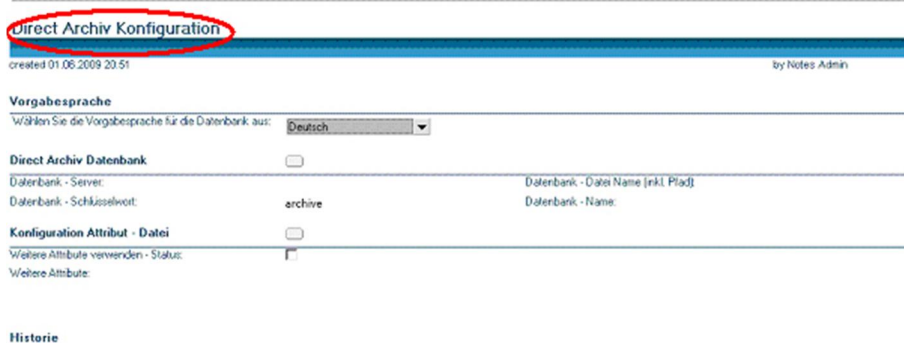 Direct Archiv Konfiguration
created 01.06.2009 20:51 by Notes Admin
Vorgabesprache
Wählen Sie die Vorgabesprache für die Datenbank aus: Deutsch
Direct Archiv Datenbank
Datenbank - Server: Datenbank - Datei Name (inkl. Pfad):
Datenbank - Schlüsselwort: archive Datenbank - Name:
Konfiguration Attribut - Datei
Weitere Attribute verwenden - Status:
Weitere Attribute:
Historie